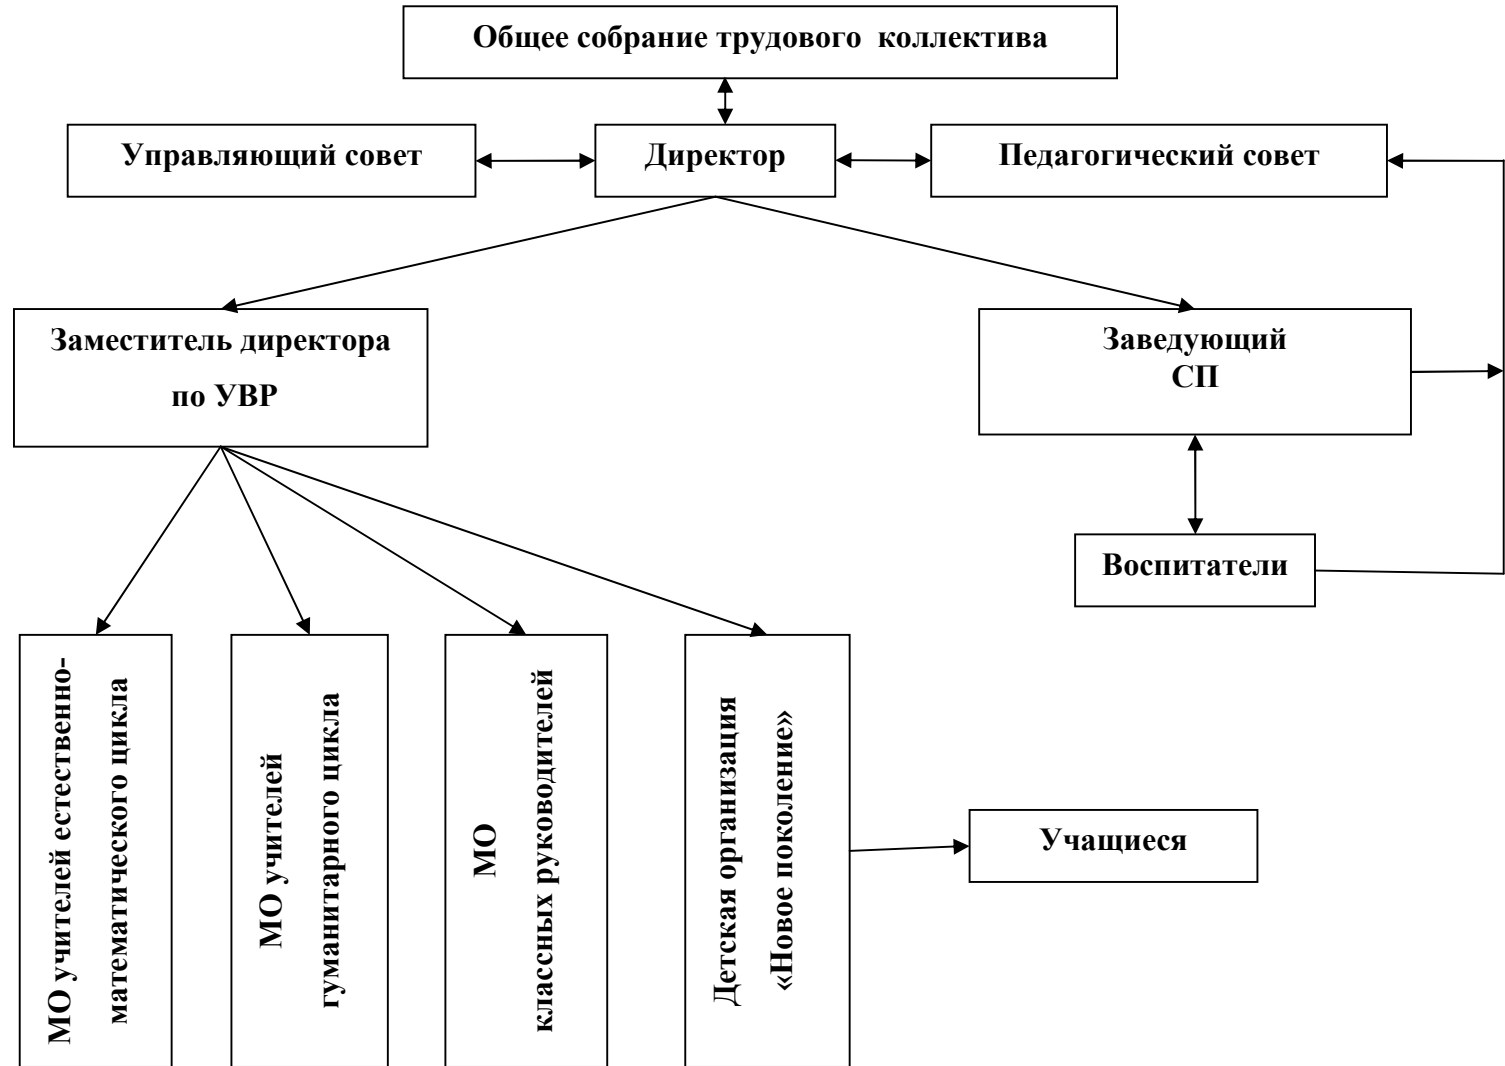 Общее собрание трудового коллектива
Управляющий совет
Директор
Педагогический совет
Заместитель директора
по УВР
Заведующий
СП
Воспитатели
МО учителей естественно-
математического цикла
МО учителей
гуманитарного цикла
МО
классных руководителей
Детская организация
«Новое поколение»
Учащиеся